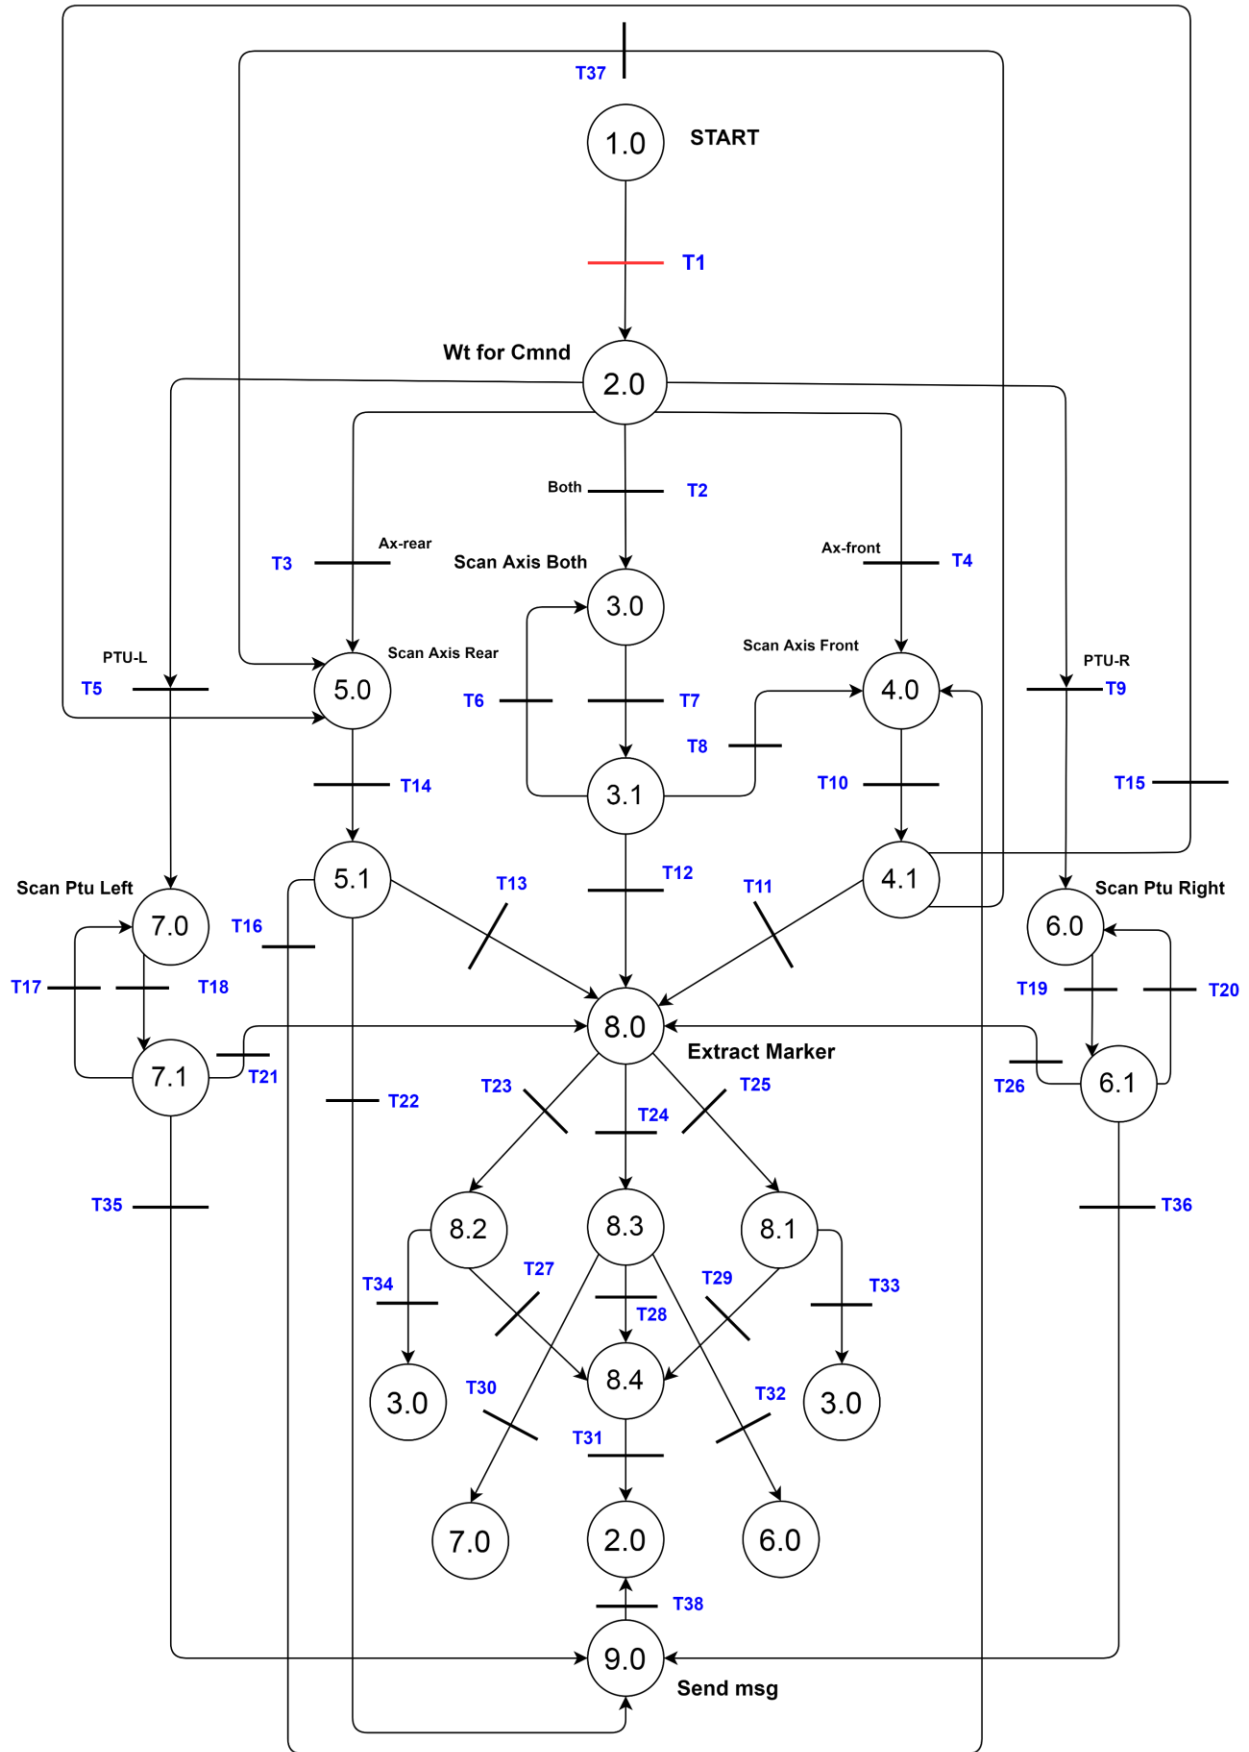 T37
1.0 START
T1
Wt for Cmnd
2.0
Both T2
Ax-rear
T3
Ax-front
T4
Scan Axis Both
3.0
Scan Axis Rear
5.0
Scan Axis Front
4.0
PTU-L
T5
PTU-R
T9
T6
T7
T8
3.1
T14
T10
T15
5.1
4.1
T13
T12
T11
Scan Ptu Left
7.0
T16
Scan Ptu Right
6.0
T17
T18
T19
T20
8.0
Extract Marker
7.1
T21
T26
6.1
T22
T23
T24
T25
T35
T36
8.2
8.3
8.1
T34
T27
T28
T29
T33
3.0
8.4
3.0
T30
T31
T32
7.0
2.0
6.0
T38
9.0
Send msg